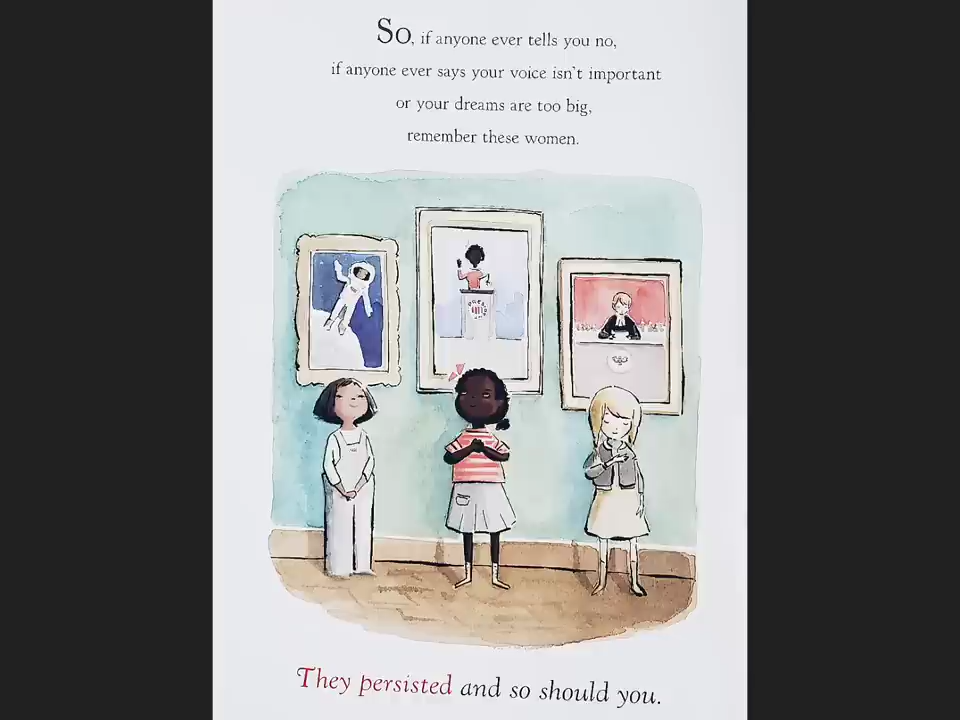 So, if anyone ever tells you no,
if anyone ever says your voice isn't important
or your dreams are too big,
remember these women.
They persisted and so should you.